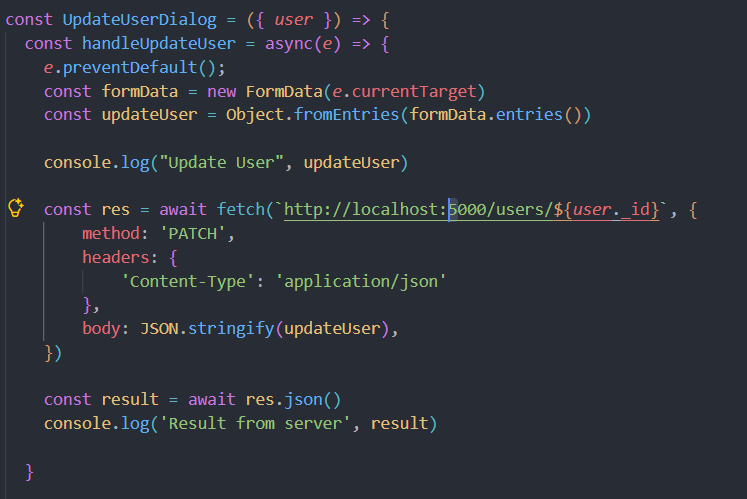 const UpdateUserDialog = ({ user }) => {
const handleUpdateUser = async(e) => {
e.preventDefault();
const formData = new FormData(e.currentTarget)
const updateUser = Object.fromEntries(formData.entries())
console.log("Update User", updateUser)
const res = await fetch(`http://localhost:5000/users/${user._id}`, {
method: 'PATCH',
headers: {
'Content-Type': 'application/json'
},
body: JSON.stringify(updateUser),
})
const result = await res.json()
console.log('Result from server', result)
}